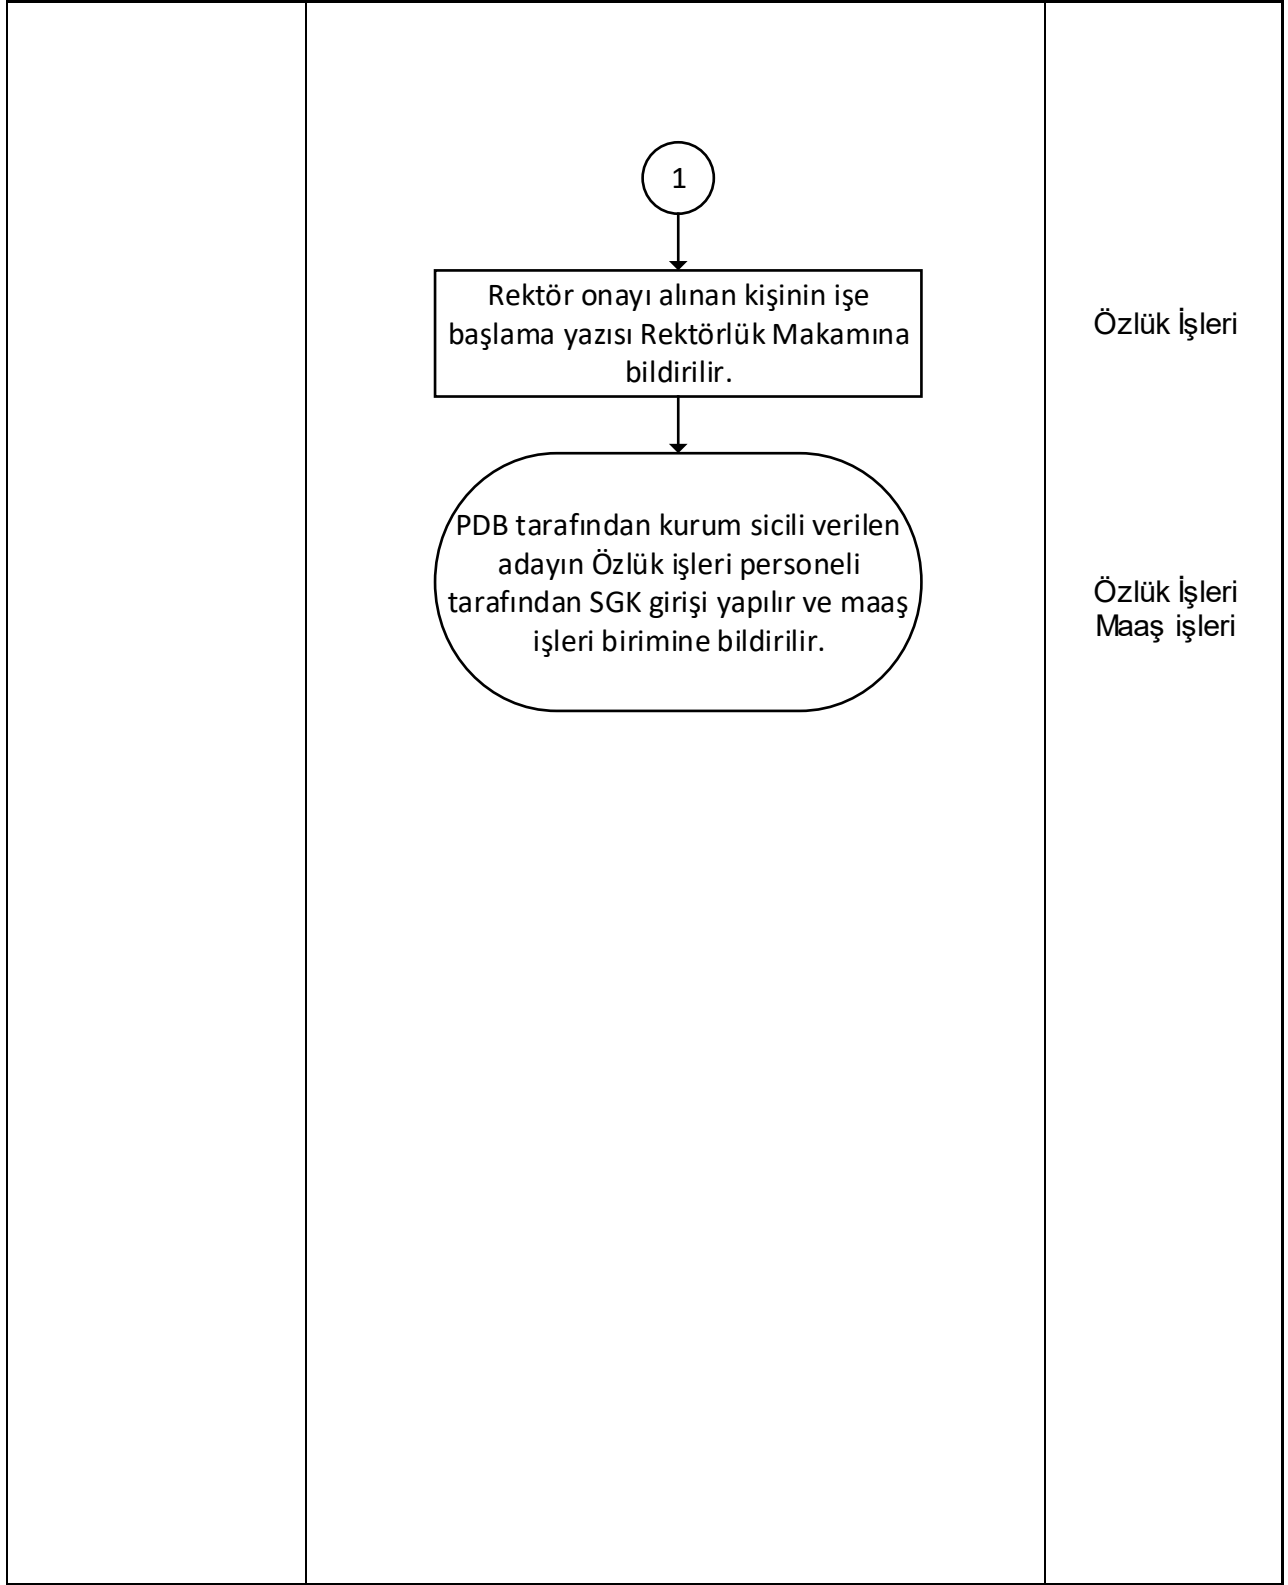 1
Rektör onayı alınan kişinin işe
başlama yazısı Rektörlük Makamına
bildirilir.
Özlük İşleri
PDB tarafından kurum sicili verilen
adayın Özlük işleri personeli
tarafından SGK girişi yapılır ve maaş
işleri birimine bildirilir.
Özlük İşleri
Maaş işleri